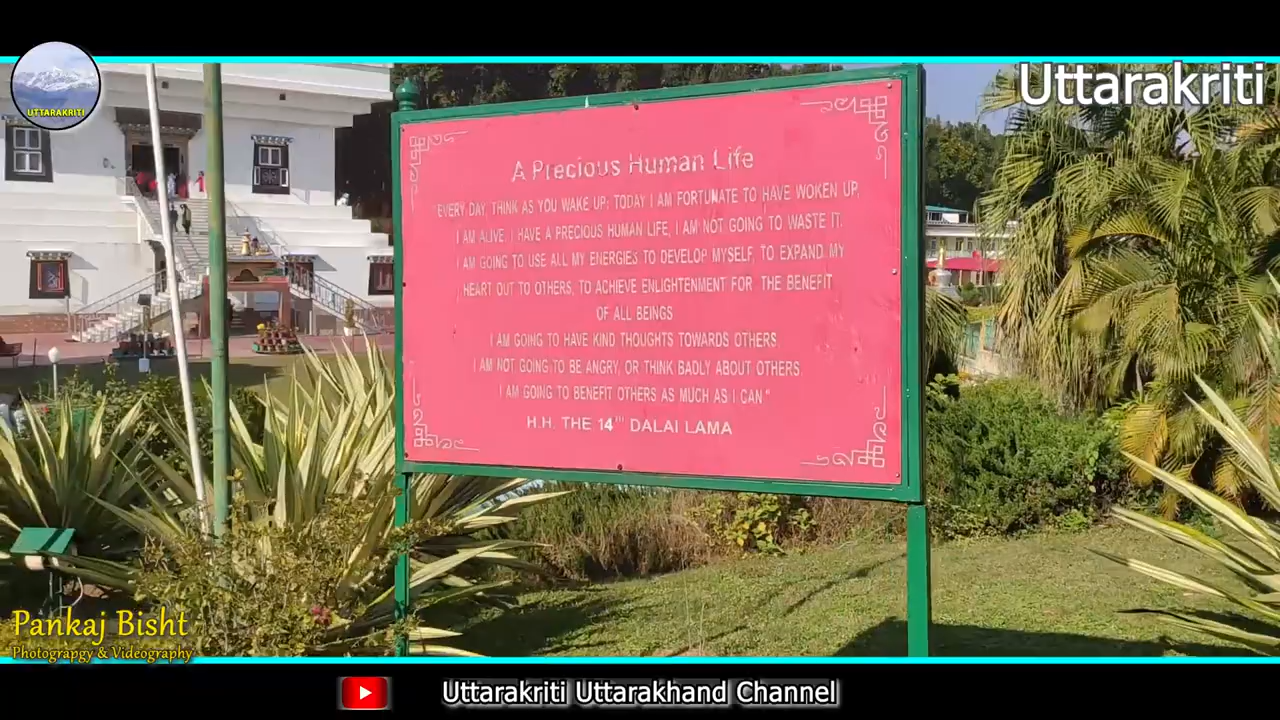 UTTARAKRITI
Uttarakriti
A Precious Human Life
"EVERY DAY, THINK AS YOU WAKE UP; TODAY I AM FORTUNATE TO HAVE WOKEN UP,
I AM ALIVE, I HAVE A PRECIOUS HUMAN LIFE, I AM NOT GOING TO WASTE IT.
I AM GOING TO USE ALL MY ENERGIES TO DEVELOP MYSELF, TO EXPAND MY
HEART OUT TO OTHERS, TO ACHIEVE ENLIGHTENMENT FOR THE BENEFIT
OF ALL BEINGS
I AM GOING TO HAVE KIND THOUGHTS TOWARDS OTHERS.
I AM NOT GOING TO BE ANGRY, OR THINK BADLY ABOUT OTHERS.
I AM GOING TO BENEFIT OTHERS AS MUCH AS I CAN."
H.H. THE 14TH DALAI LAMA
Pankaj Bisht
Photograpgy & Videography
Uttarakriti Uttarakhand Channel